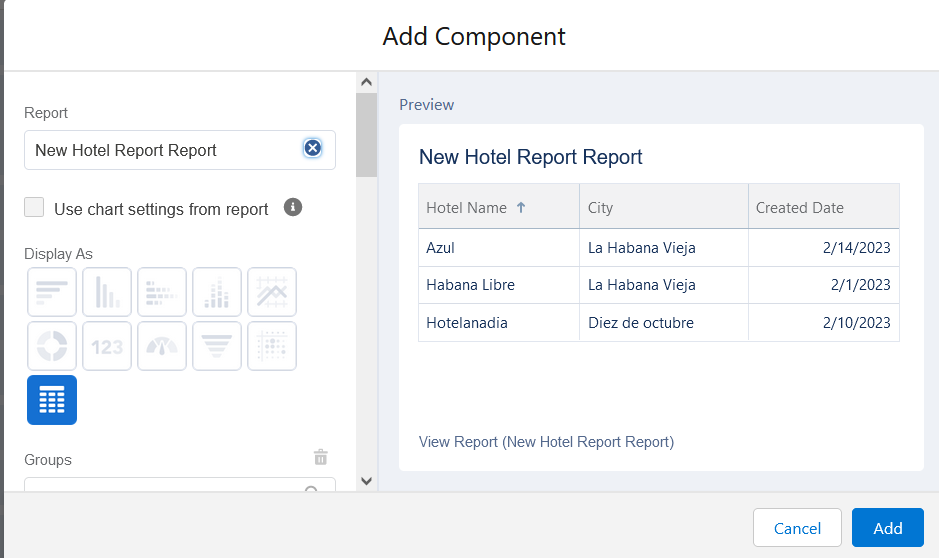 Add Component
Report
New Hotel Report Report
Use chart settings from report
Display As
123
Groups
Preview
New Hotel Report Report
Hotel Name City Created Date
Azul La Habana Vieja 2/14/2023
Habana Libre La Habana Vieja 2/1/2023
Hotelanadia Diez de octubre 2/10/2023
View Report (New Hotel Report Report)
Cancel Add